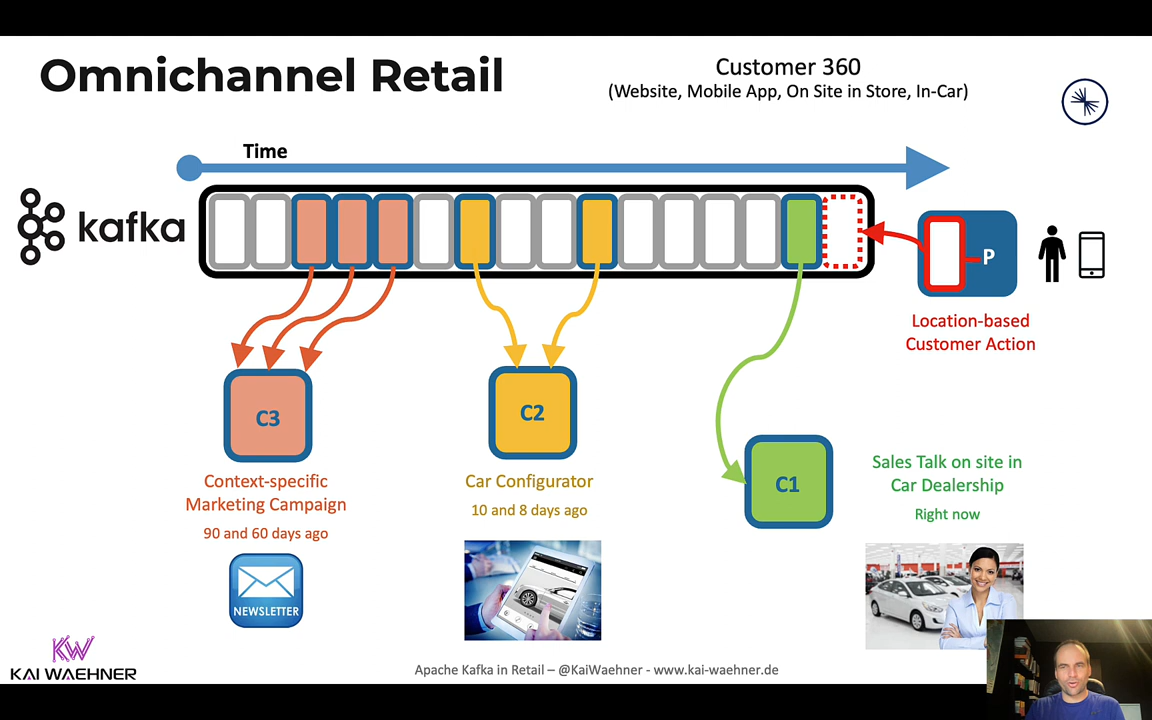 Omnichannel Retail
Customer 360
(Website, Mobile App, On Site in Store, In-Car)
Time
kafka
P
Location-based
Customer Action
C3
C2
C1
Context-specific
Marketing Campaign
90 and 60 days ago
Car Configurator
10 and 8 days ago
Sales Talk on site in
Car Dealership
Right now
NEWSLETTER
KW
KAI WAEHNER
Apache Kafka in Retail – @KaiWaehner - www.kai-waehner.de